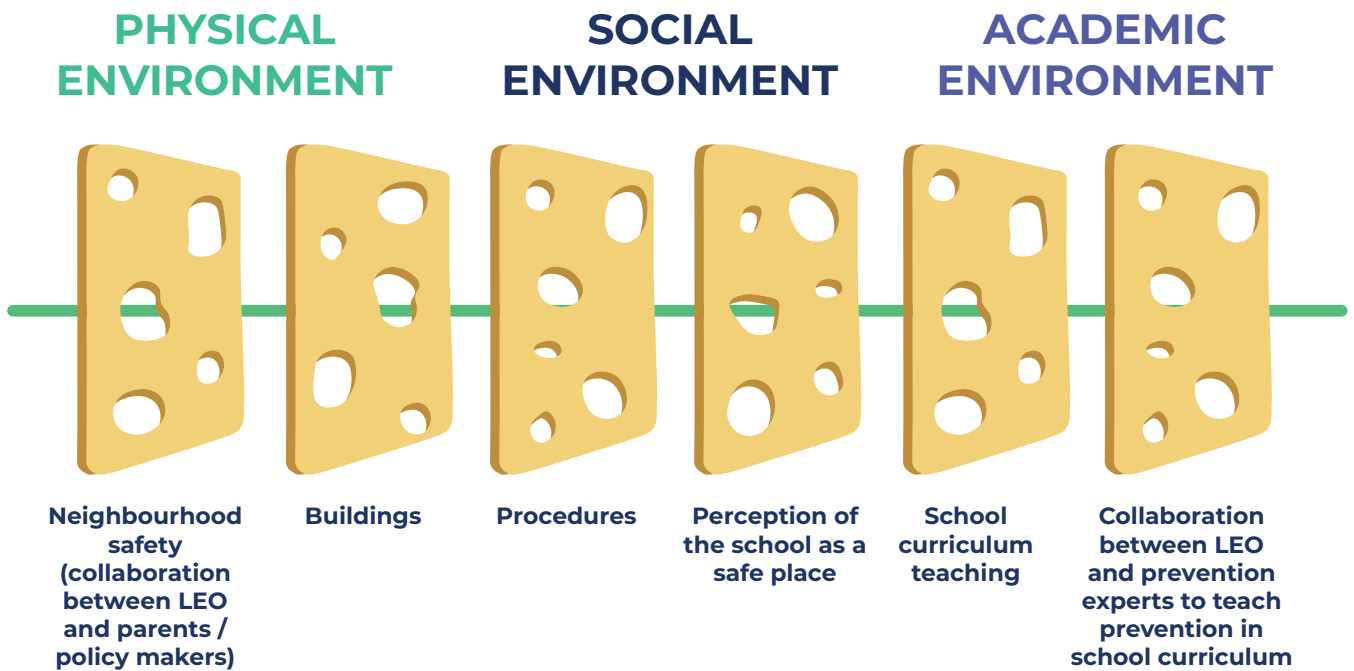 PHYSICAL
ENVIRONMENT
SOCIAL
ENVIRONMENT
ACADEMIC
ENVIRONMENT
Neighbourhood
safety
(collaboration
between LEO
and parents /
policy makers)
Buildings
Procedures
Perception of
the school as a
safe place
School
curriculum
teaching
Collaboration
between LEO
and prevention
experts to teach
prevention in
school curriculum